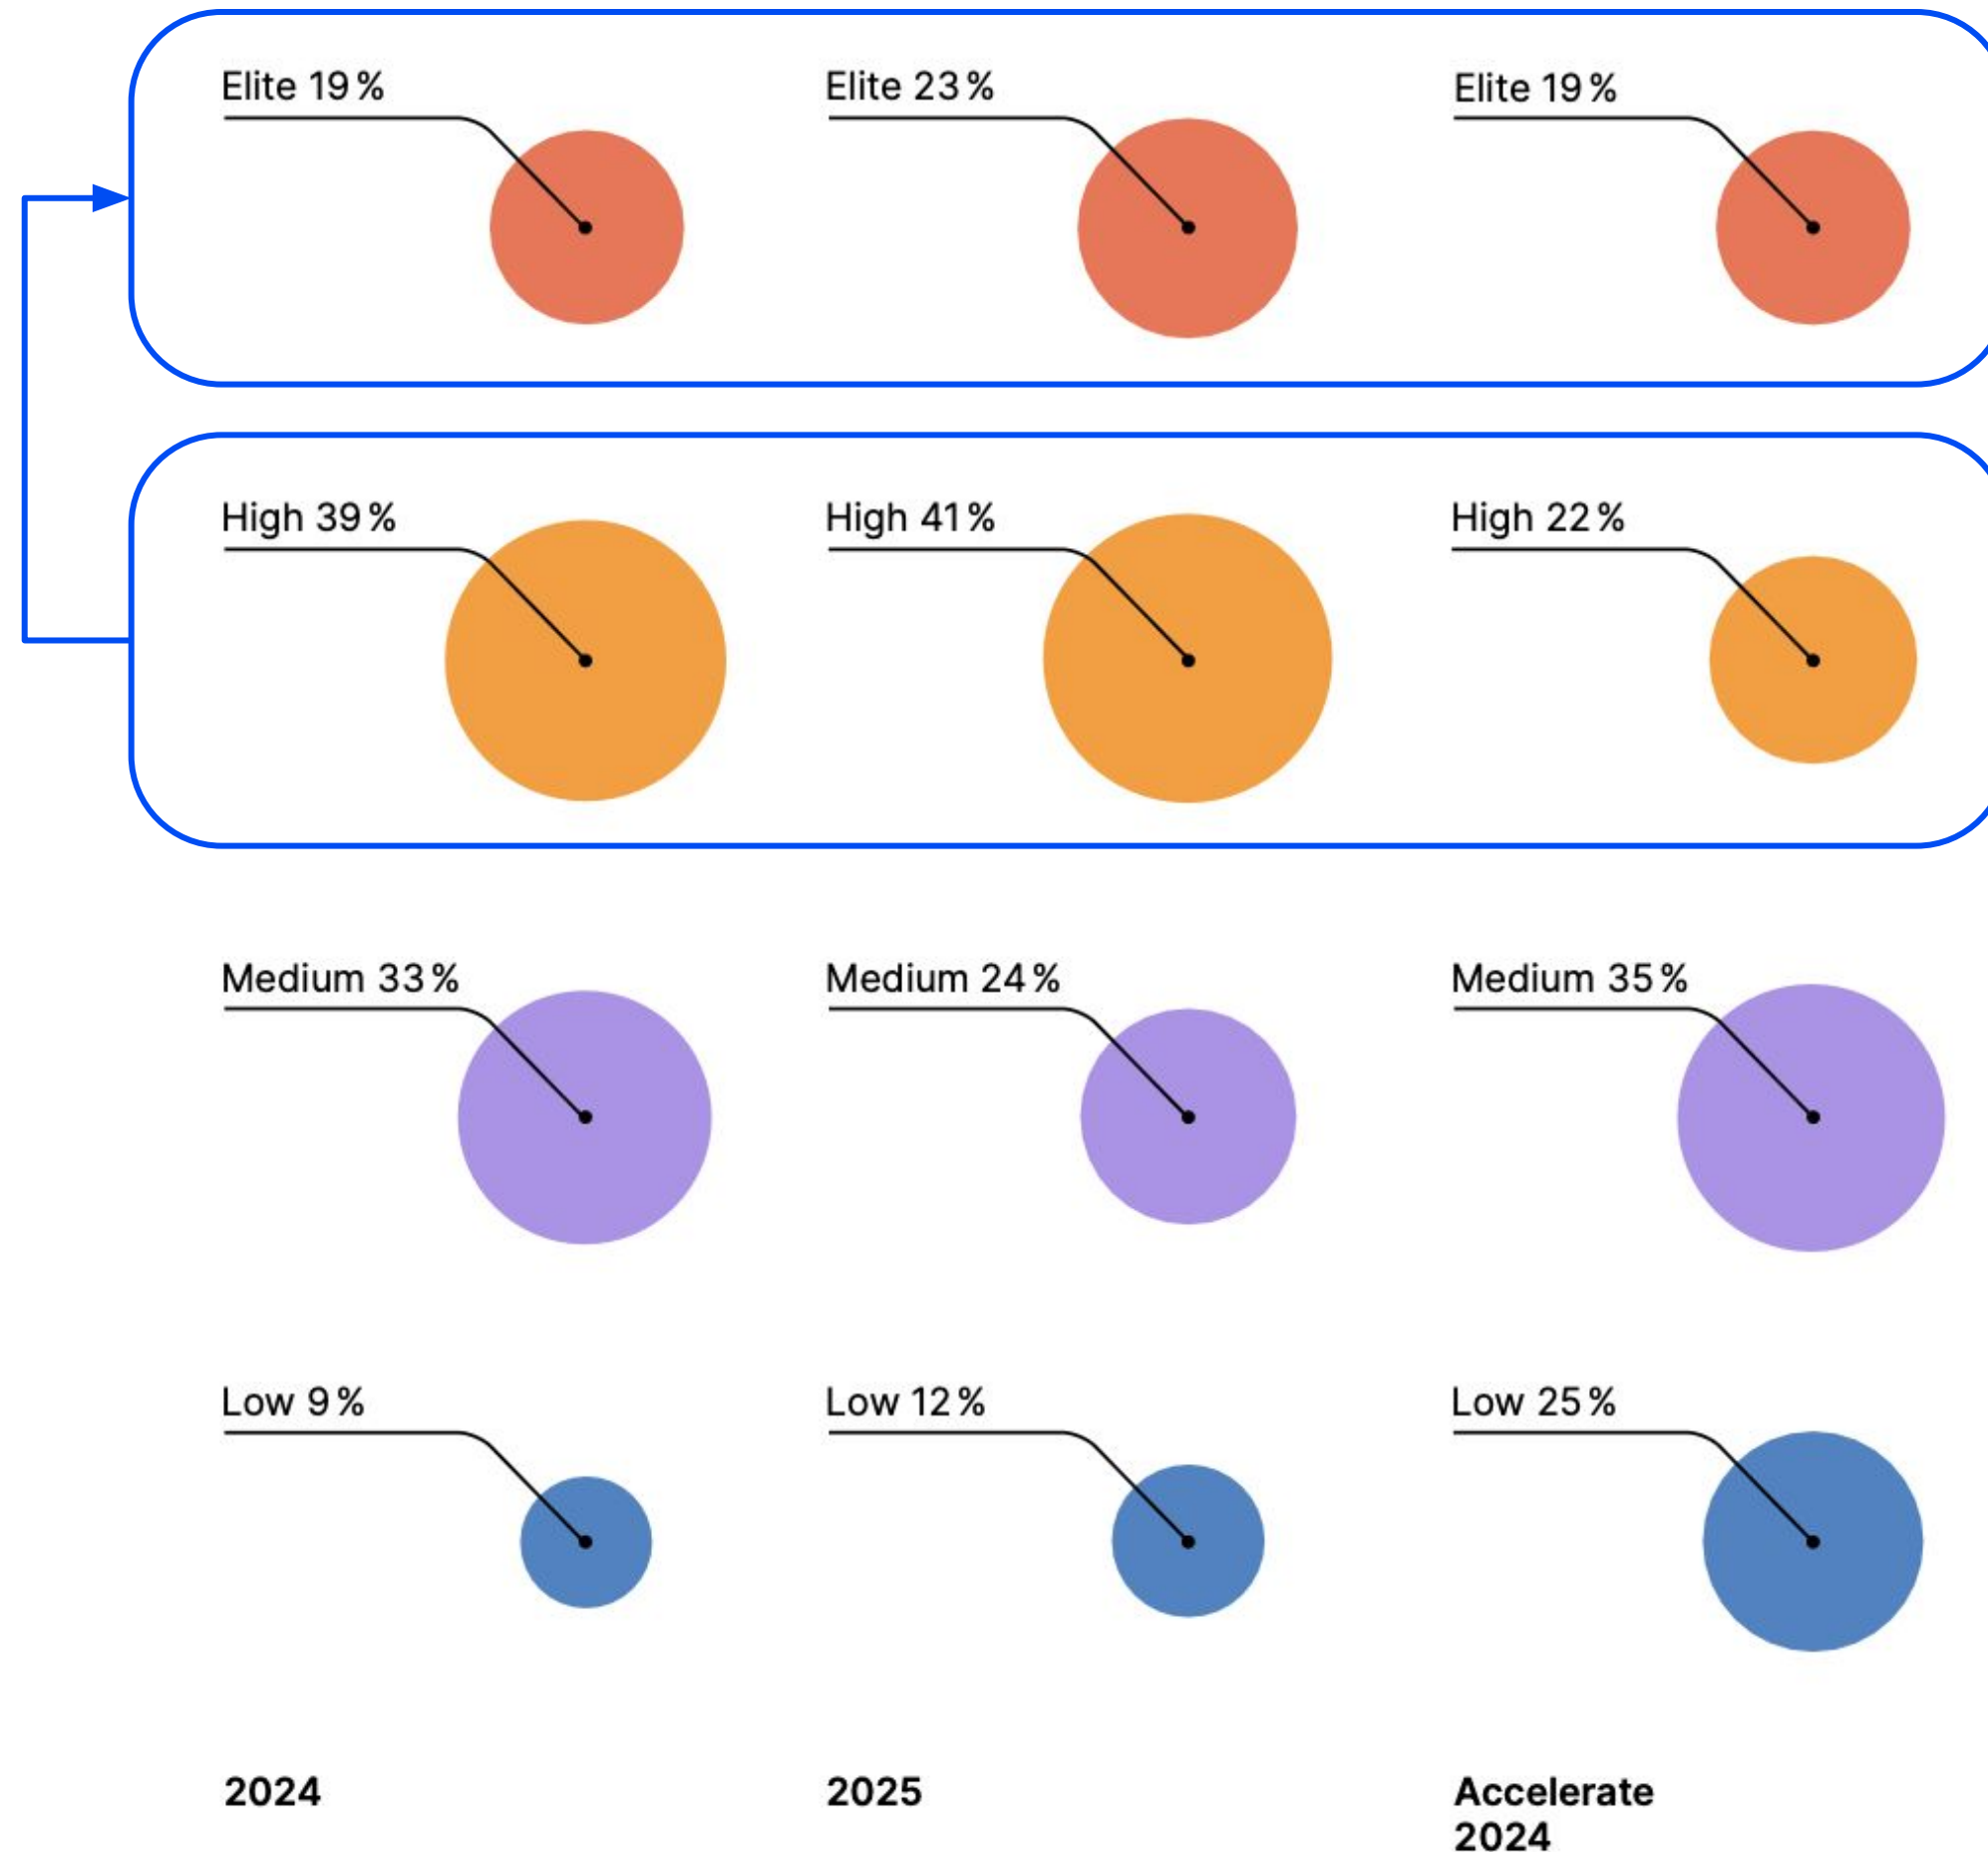 Elite 19%
Elite 23%
Elite 19%
High 39%
High 41%
High 22%
Medium 33%
Medium 24%
Medium 35%
Low 9%
Low 12%
Low 25%
2024
2025
Accelerate
2024